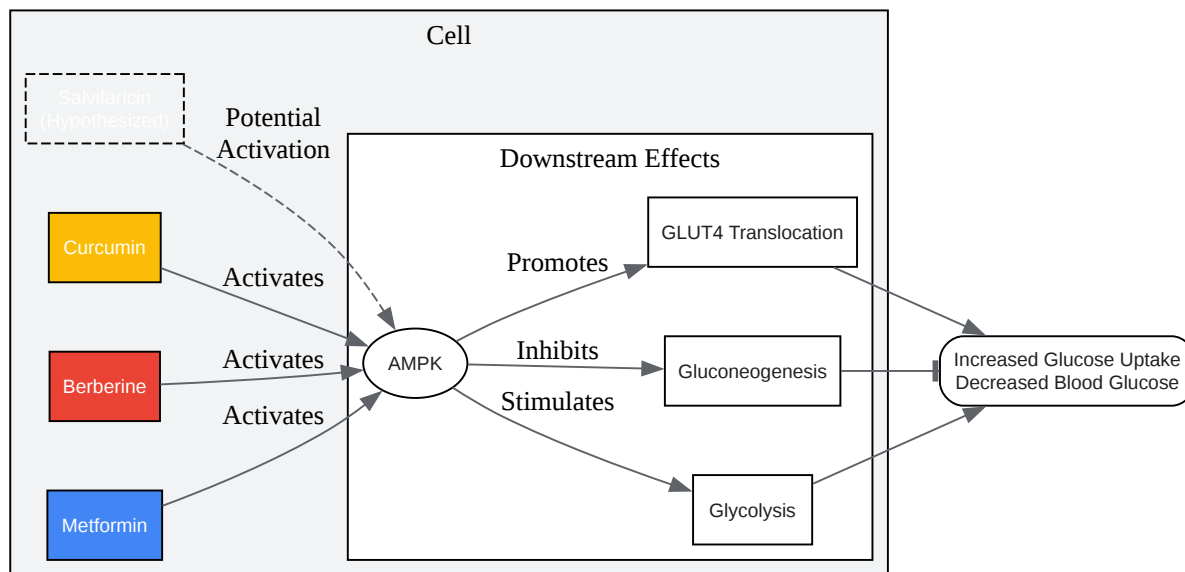 Cell
Salvifaricin
(Hypothesized)
Potential
Activation
Downstream Effects
Curcumin
Activates
GLUT4 Translocation
Promotes
Berberine
Activates
AMPK
Inhibits
Gluconeogenesis
Increased Glucose Uptake
Decreased Blood Glucose
Activates
Stimulates
Metformin
Glycolysis